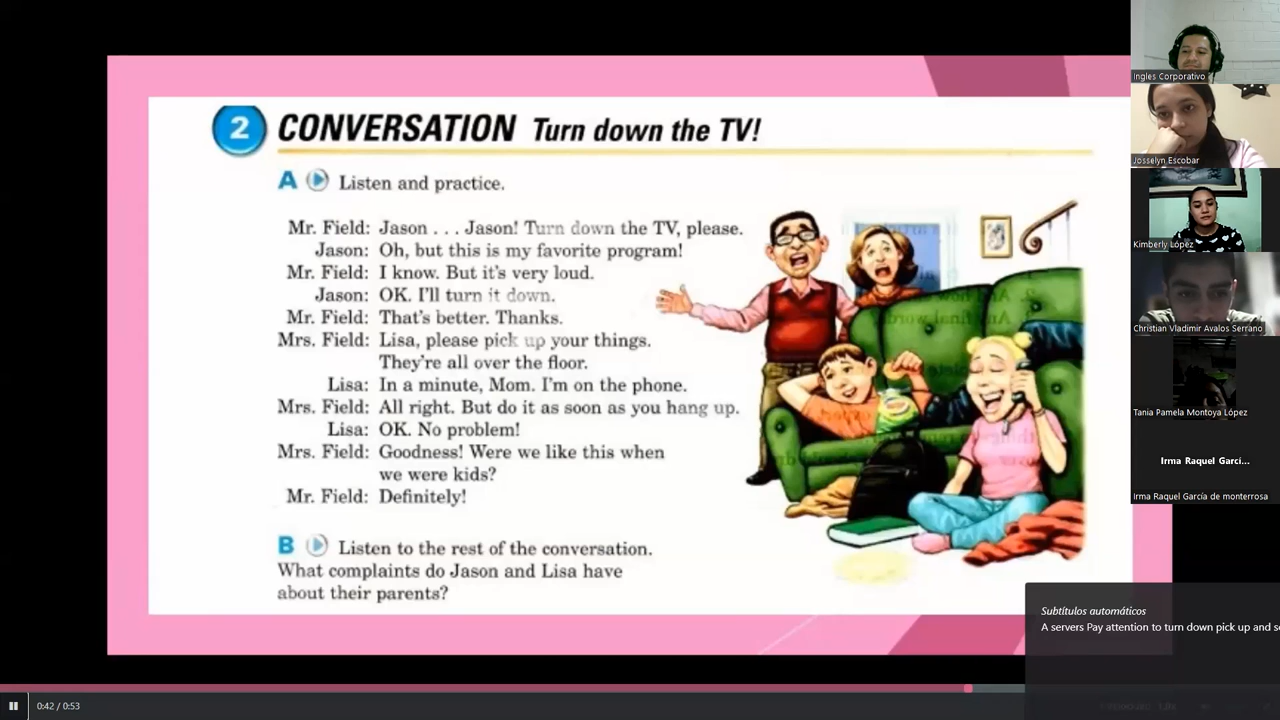 2 CONVERSATION Turn down the TV!
A Listen and practice.
Mr. Field: Jason . . . Jason! Turn down the TV, please.
Jason: Oh, but this is my favorite program!
Mr. Field: I know. But it's very loud.
Jason: OK. I'll turn it down.
Mr. Field: That's better. Thanks.
Mrs. Field: Lisa, please pick up your things.
They're all over the floor.
Lisa: In a minute, Mom. I'm on the phone.
Mrs. Field: All right. But do it as soon as you hang up.
Lisa: OK. No problem!
Mrs. Field: Goodness! Were we like this when
we were kids?
Mr. Field: Definitely!
B Listen to the rest of the conversation.
What complaints do Jason and Lisa have
about their parents?
Ingles Corporativo
Josselyn Escobar
Kimberly López
Christian Vladimir Avalos Serrano
Tania Pamela Montoya López
Irma Raquel Garcí...
Irma Raquel García de monterrosa
Subtítulos automáticos
A servers Pay attention to turn down pick up and
0:42 / 0:53